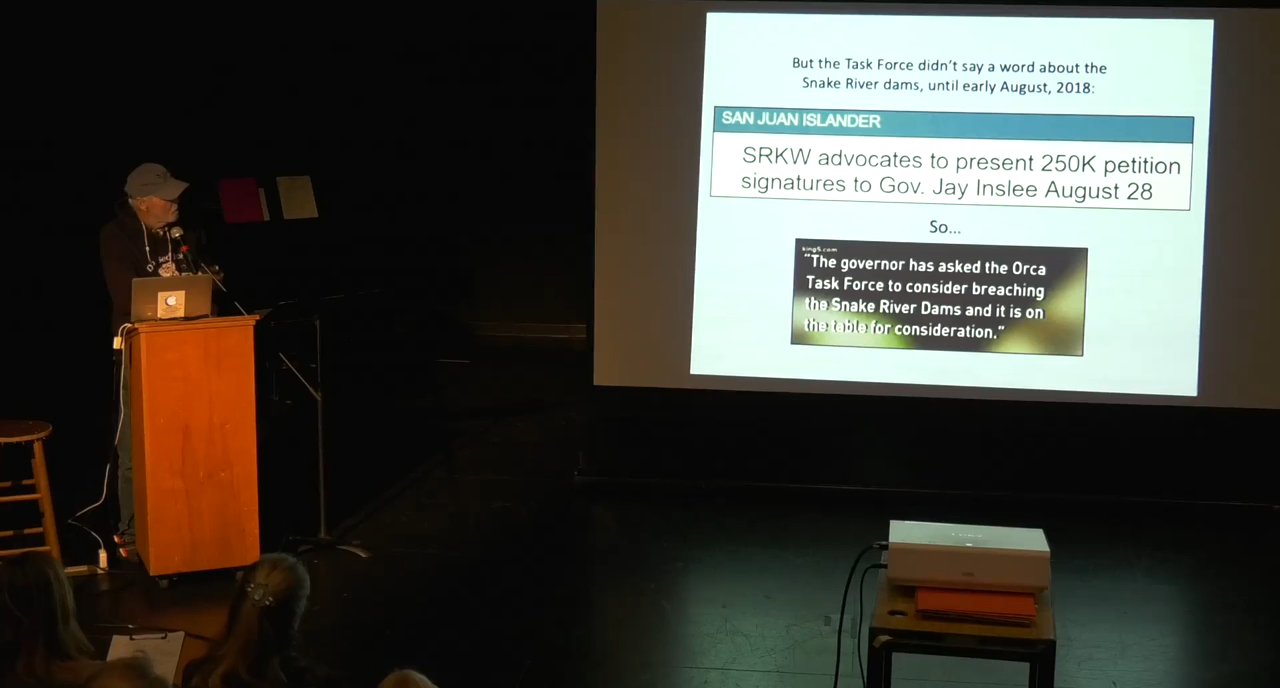 But the Task Force didn't say a word about the
Snake River dams, until early August, 2018:
SAN JUAN ISLANDER
SRKW advocates to present 250K petition
signatures to Gov. Jay Inslee August 28
So...
king5.com
"The governor has asked the Orca
Task Force to consider breaching
the Snake River Dams and it is on
the table for consideration."